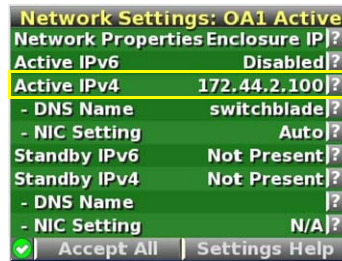 Network Settings: OA1 Active
Network Properties Enclosure IP ?
Active IPv6 Disabled ?
Active IPv4 172.44.2.100 ?
- DNS Name switchblade ?
- NIC Setting Auto ?
Standby IPv6 Not Present ?
Standby IPv4 Not Present ?
- DNS Name ?
- NIC Setting N/A ?
Accept All Settings Help